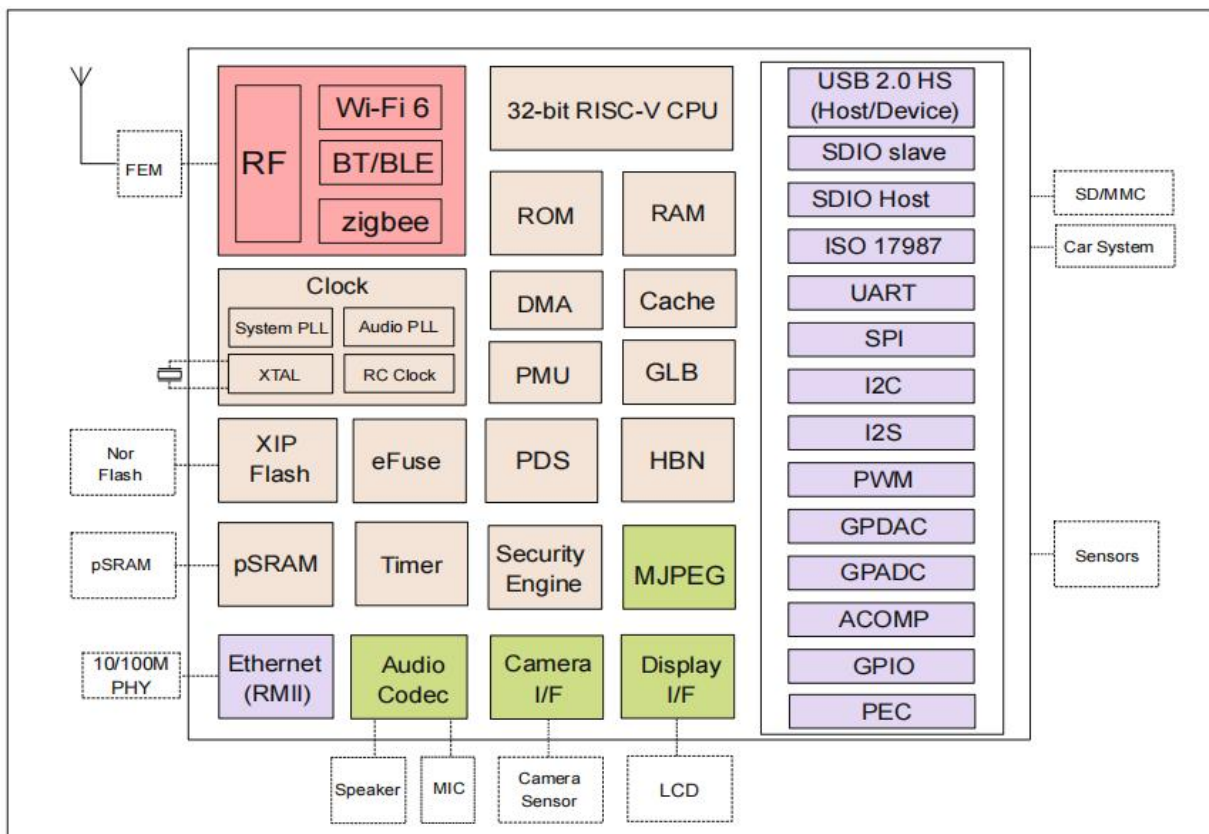 FEM
RF
Wi-Fi 6
BT/BLE
zigbee
Clock
System PLL
Audio PLL
XTAL
RC Clock
Nor
Flash
XIP
Flash
eFuse
pSRAM
pSRAM
Timer
10/100M
PHY
Ethernet
(RMII)
Audio
Codec
Speaker
MIC
32-bit RISC-V CPU
ROM
RAM
DMA
Cache
PMU
GLB
PDS
HBN
Security
Engine
MJPEG
Camera
I/F
Display
I/F
Camera
Sensor
LCD
USB 2.0 HS
(Host/Device)
SDIO slave
SDIO Host
ISO 17987
UART
SPI
I2C
I2S
PWM
GPDAC
GPADC
ACOMP
GPIO
PEC
SD/MMC
Car System
Sensors